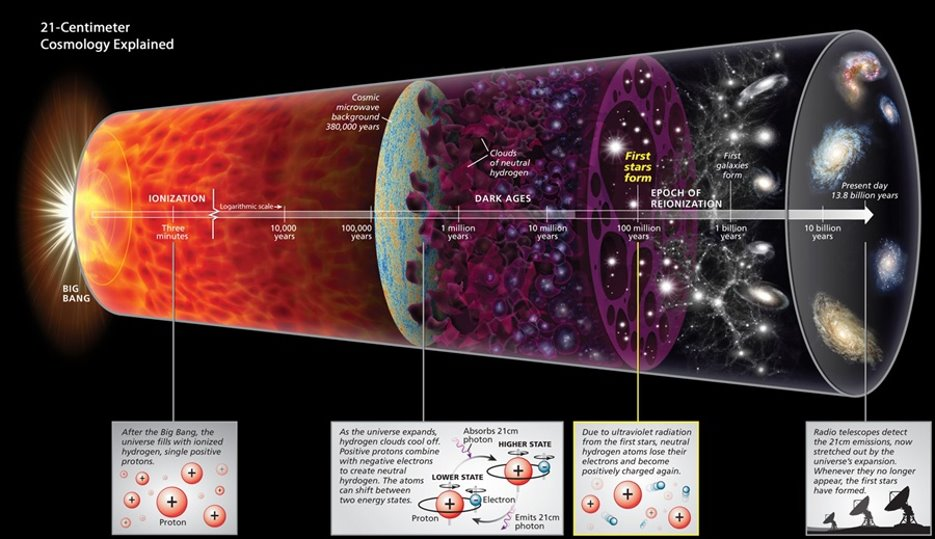 21-Centimeter
Cosmology Explained
Cosmic
microwave
background
380,000 years
Clouds
of neutral
hydrogen
First
stars
form
First
galaxies
form
Present day
13.8 billion years
IONIZATION
Logarithmic scale
DARK AGES
EPOCH OF
REIONIZATION
Three
minutes
10,000
years
100,000
years
1 million
years
10 million
years
100 million
years
1 billion
years
10 billion
years
BIG
BANG
After the Big Bang, the
universe fills with ionized
hydrogen, single positive
protons.
+
+
+
+
+
+
+
Proton
As the universe expands,
hydrogen clouds cool off.
Positive protons combine
with negative electrons
to create neutral
hyrdogen. The atoms
can shift between
two energy states.
Absorbs 21cm
photon
HIGHER STATE
+
LOWER STATE
+
Electron
Proton
Emits 21cm
photon
Due to ultraviolet radiation
from the first stars, neutral
hydrogen atoms lose their
electrons and become
positively charged again.
+
+
+
+
+
Radio telescopes detect
the 21cm emissions, now
stretched out by the
universe's expansion.
Whenever they no longer
appear, the first stars
have formed.